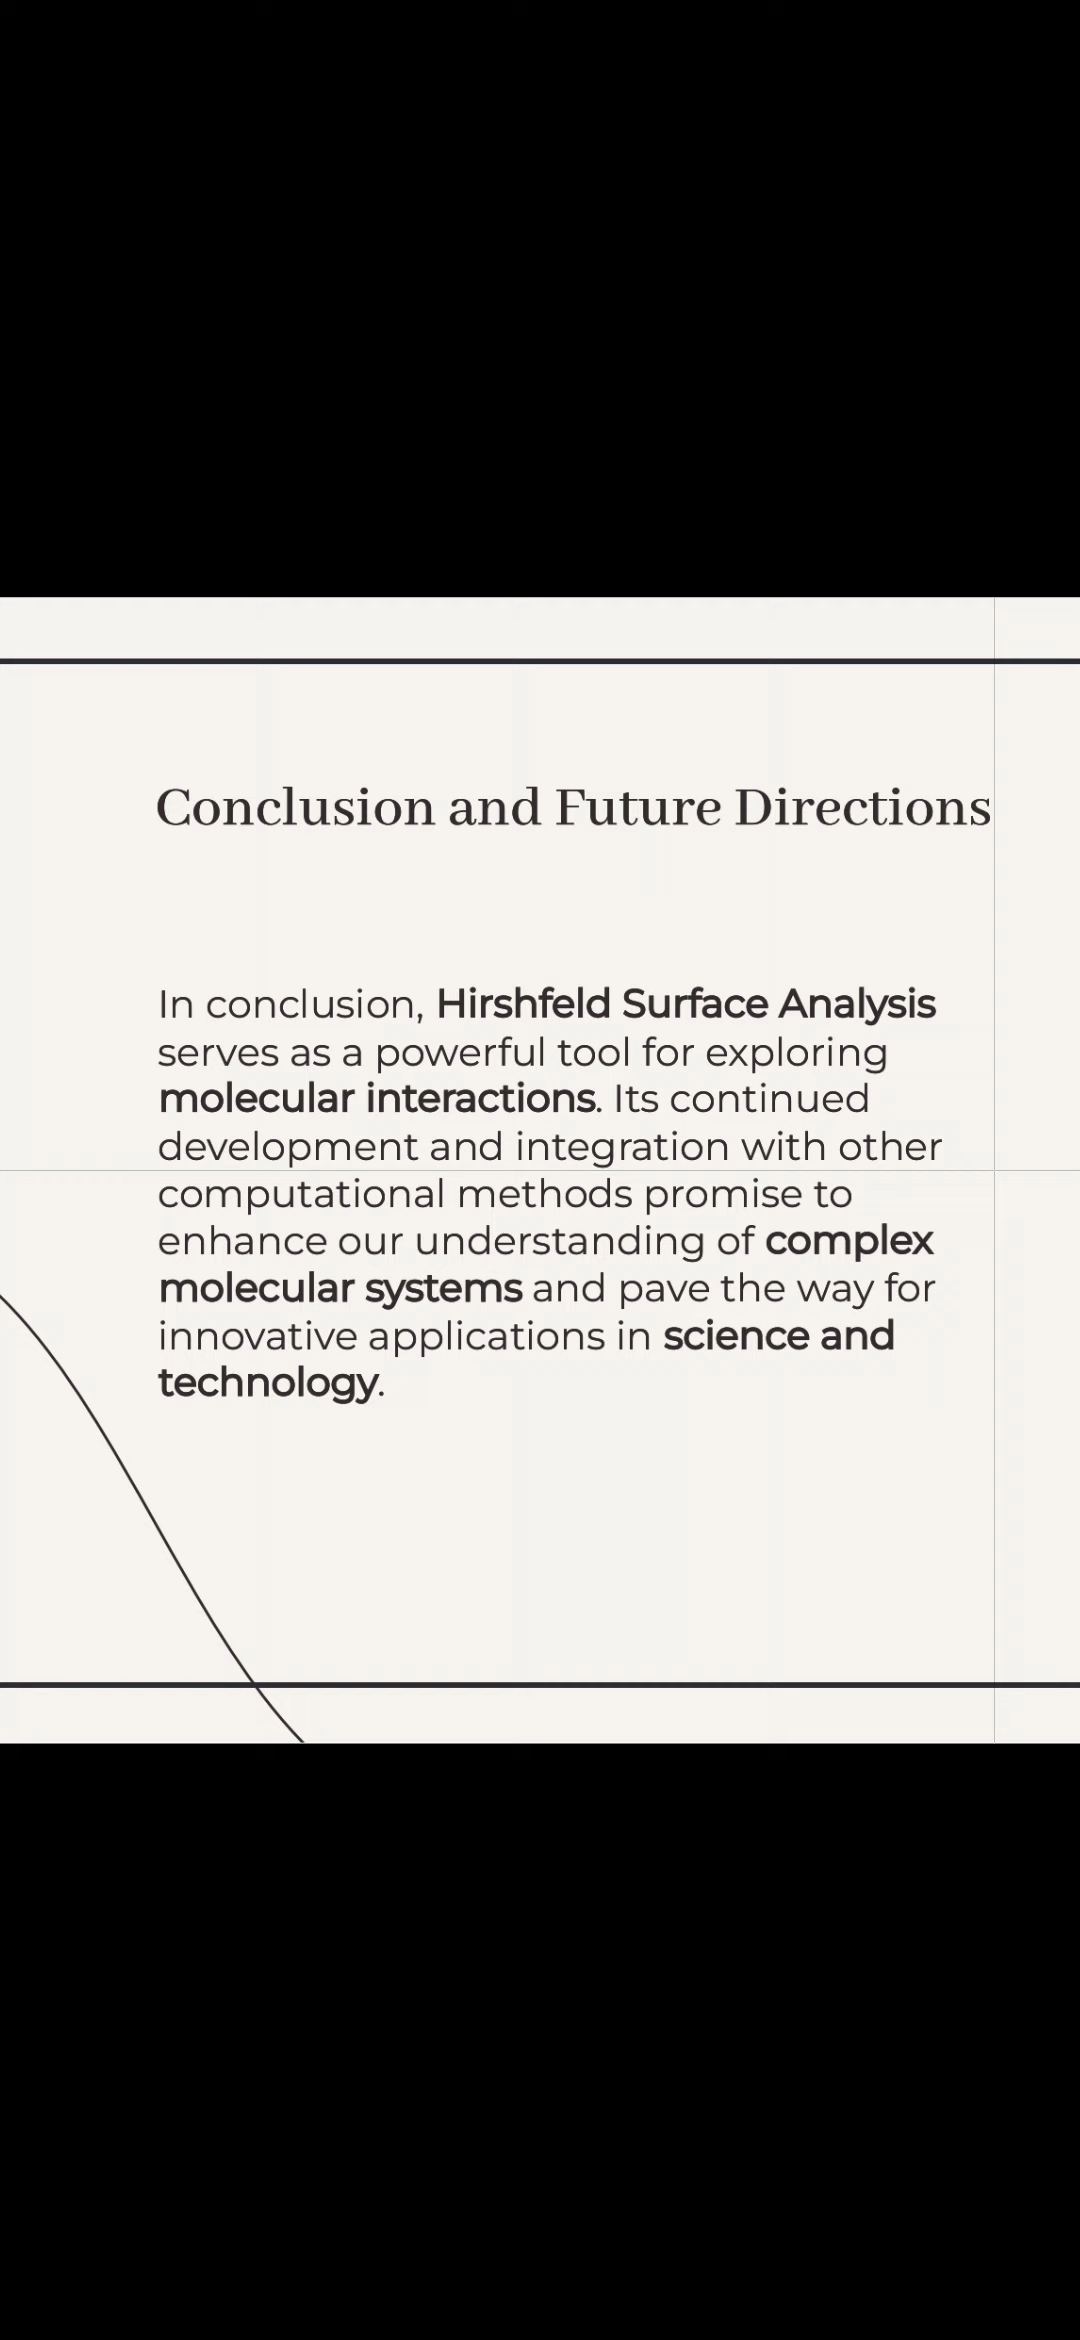 Conclusion and Future Directions
In conclusion, Hirshfeld Surface Analysis
serves as a powerful tool for exploring
molecular interactions. Its continued
development and integration with other
computational methods promise to
enhance our understanding of complex
molecular systems and pave the way for
innovative applications in science and
technology.